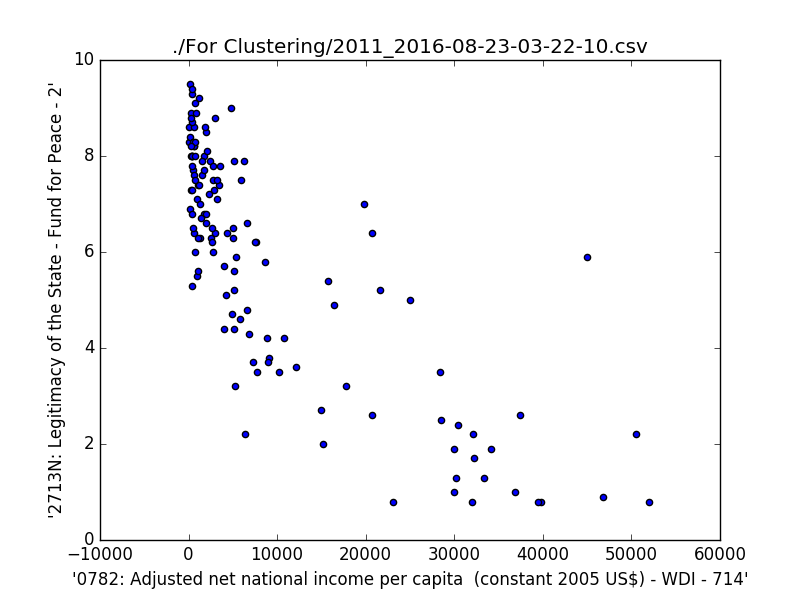 ./For Clustering/2011_2016-08-23-03-22-10.csv
'2713N: Legitimacy of the State - Fund for Peace - 2'
10
8
6
4
2
0
−10000 0 10000 20000 30000 40000 50000 60000
'0782: Adjusted net national income per capita  (constant 2005 US$) - WDI - 714'